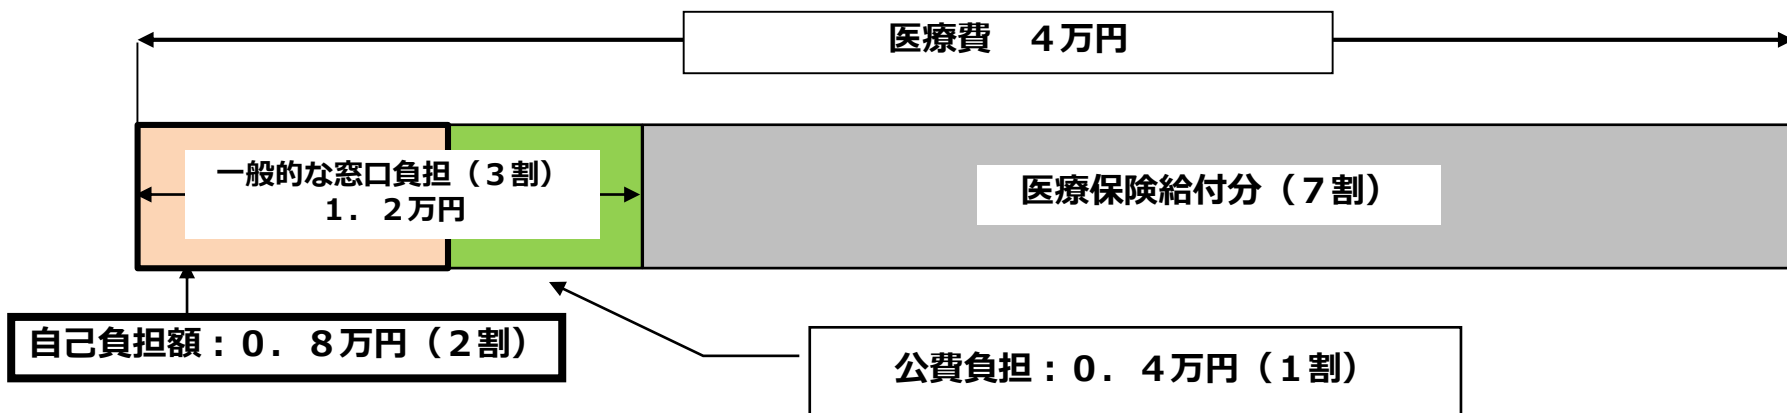 医療費　４万円
一般的な窓口負担（３割）
１．２万円
医療保険給付分（７割）
自己負担額：０．８万円（２割）
公費負担：０．４万円（１割）